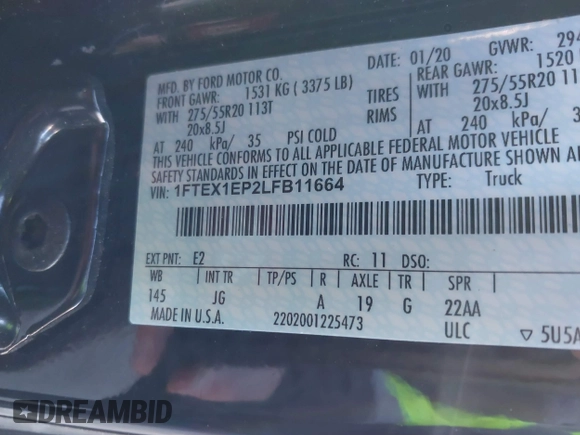 MFD. BY FORD MOTOR CO. DATE: 01/20 GVWR: 294
FRONT GAWR: 1531 KG ( 3375 LB) REAR GAWR: 1520
WITH 275/55R20 113T TIRES 275/55R20 11
20x8.5J RIMS 20x8.5J
AT 240 kPa/ 35 PSI COLD AT 240 kPa/ 3
THIS VEHICLE CONFORMS TO ALL APPLICABLE FEDERAL MOTOR VEHICLE
SAFETY STANDARDS IN EFFECT ON THE DATE OF MANUFACTURE SHOWN
VIN: 1FTEX1EP2LFB11664 TYPE: Truck
EXT PNT: E2 RC: 11 DSO:
WB INT TR TP/PS R AXLE TR SPR
145 JG A 19 G 22AA
MADE IN U.S.A. 2202001225473 ULC ▽ 5U5A
DREAMBID